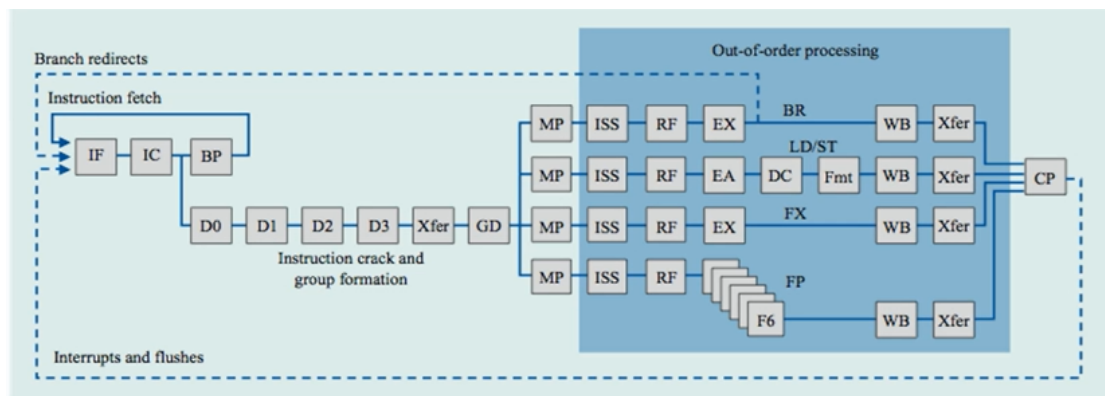 Out-of-order processing
Branch redirects
Instruction fetch
MP ISS RF EX BR WB Xfer
IF IC BP
LD/ST
MP ISS RF EA DC Fmt WB Xfer CP
D0 D1 D2 D3 Xfer GD MP ISS RF EX FX WB Xfer
Instruction crack and
group formation
MP ISS RF FP
F6 WB Xfer
Interrupts and flushes